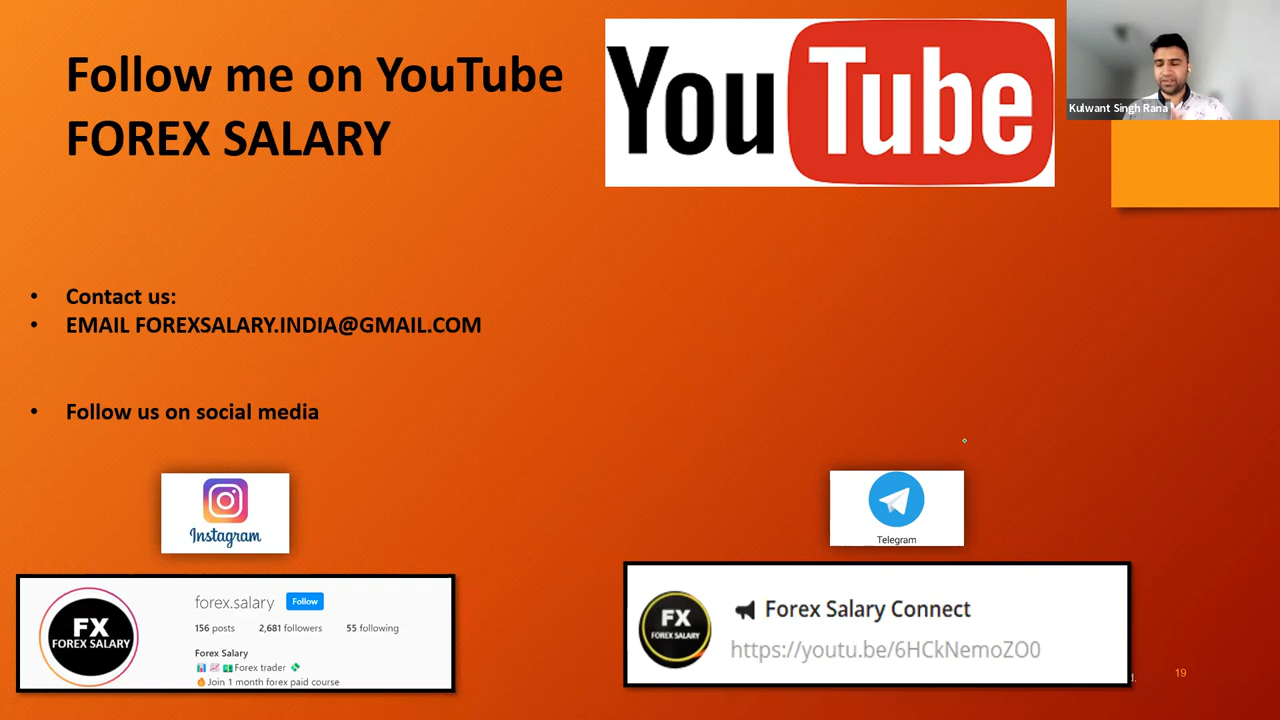 Follow me on YouTube
FOREX SALARY
YouTube
Kulwant Singh Rana
• Contact us:
• EMAIL FOREXSALARY.INDIA@GMAIL.COM
• Follow us on social media
Instagram
Telegram
forex.salary Follow
156 posts 2,681 followers 55 following
Forex Salary
Forex trader
Join 1 month forex paid course
FX
FOREX SALARY
Forex Salary Connect
https://youtu.be/6HCkNemoZO0
FX
FOREX SALARY
d.
19